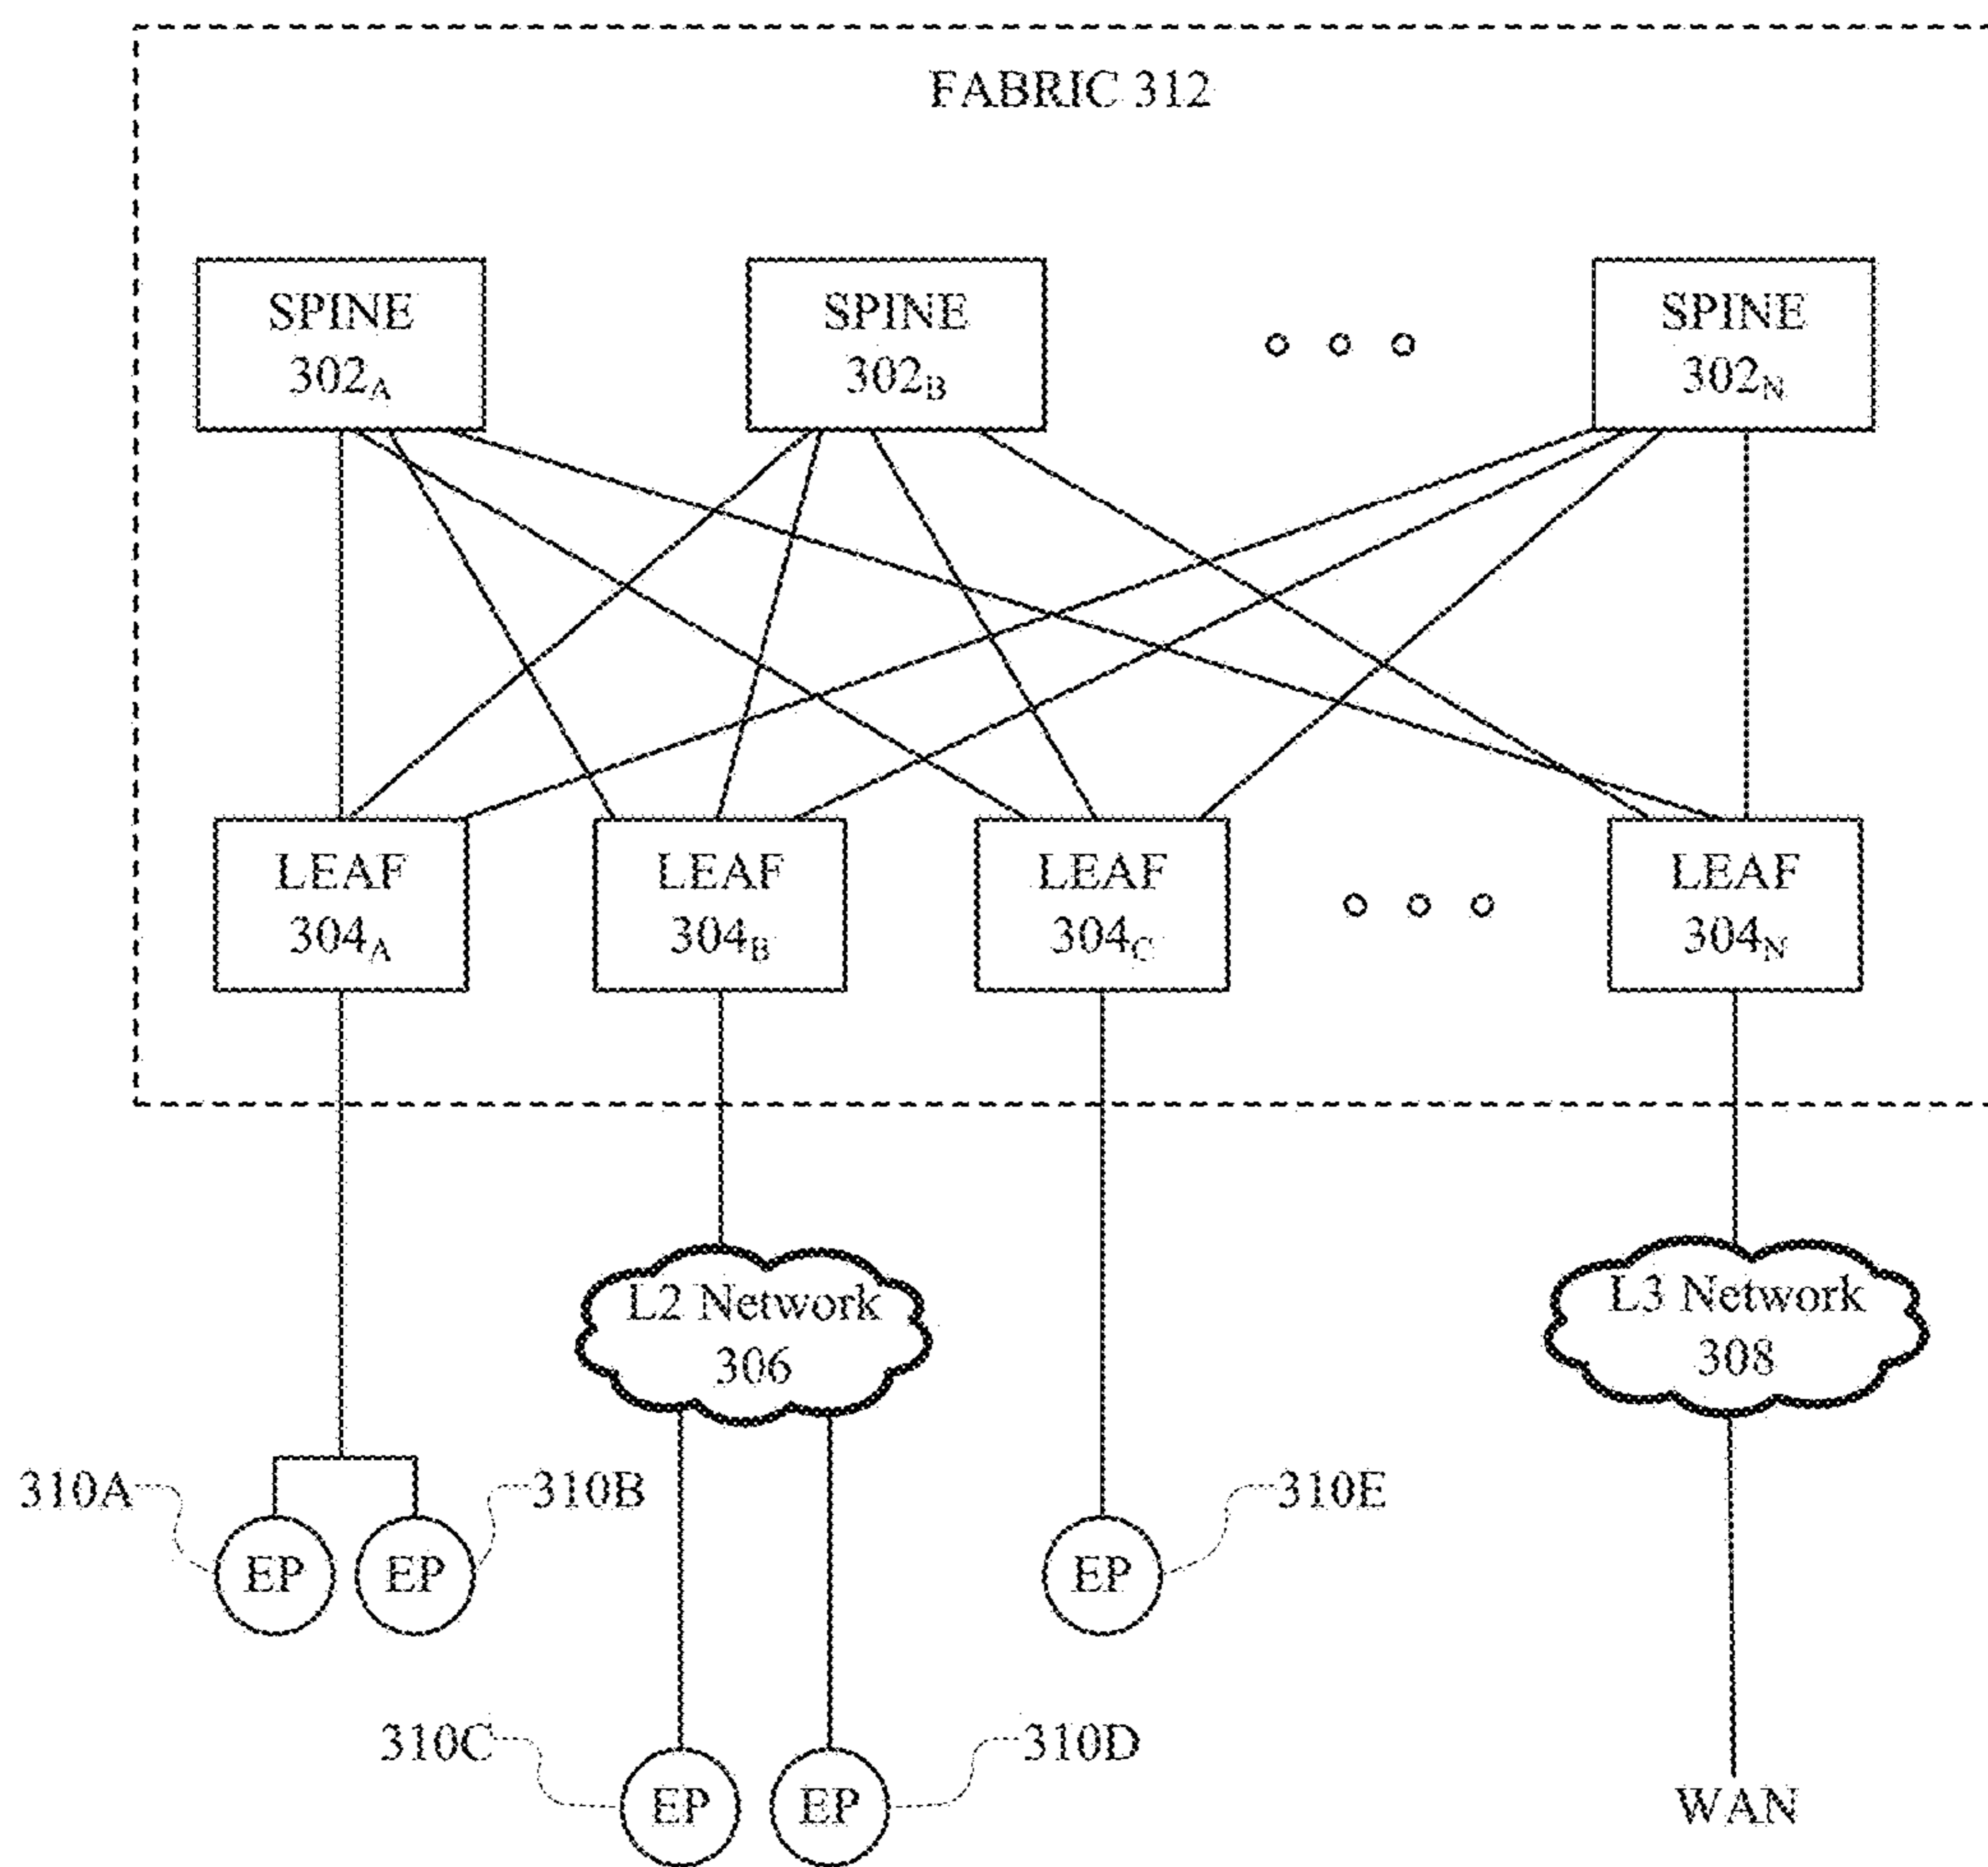 FABRIC 312
SPINE
302A
SPINE
302B
SPINE
302N
LEAF
304A
LEAF
304B
LEAF
304C
LEAF
304N
L2 Network
306
L3 Network
308
310A
310B
310E
EP
EP
EP
310C
310D
EP
EP
WAN